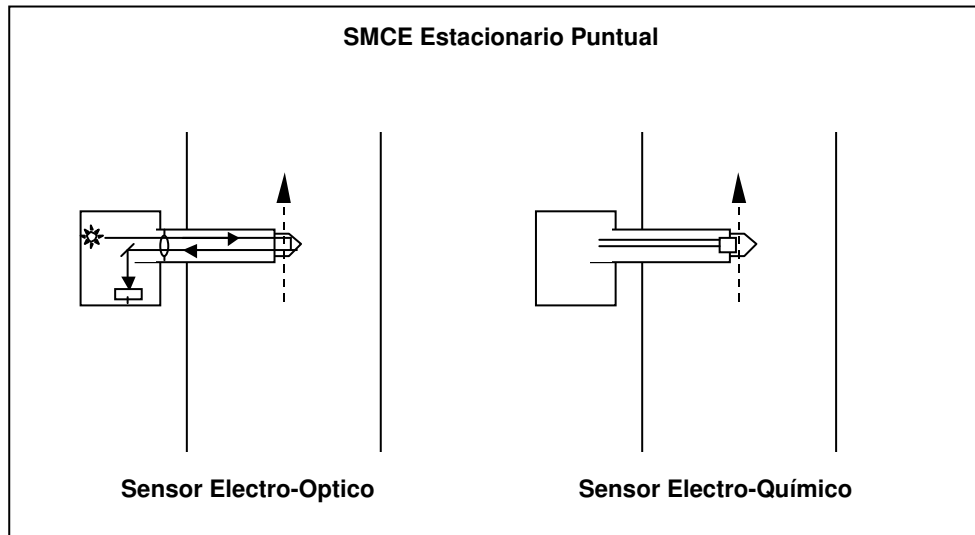 SMCE Estacionario Puntual
Sensor Electro-Optico
Sensor Electro-Químico